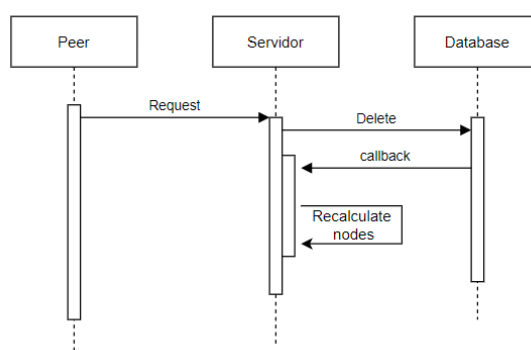 Peer
Servidor
Database
Request
Delete
callback
Recalculate
nodes